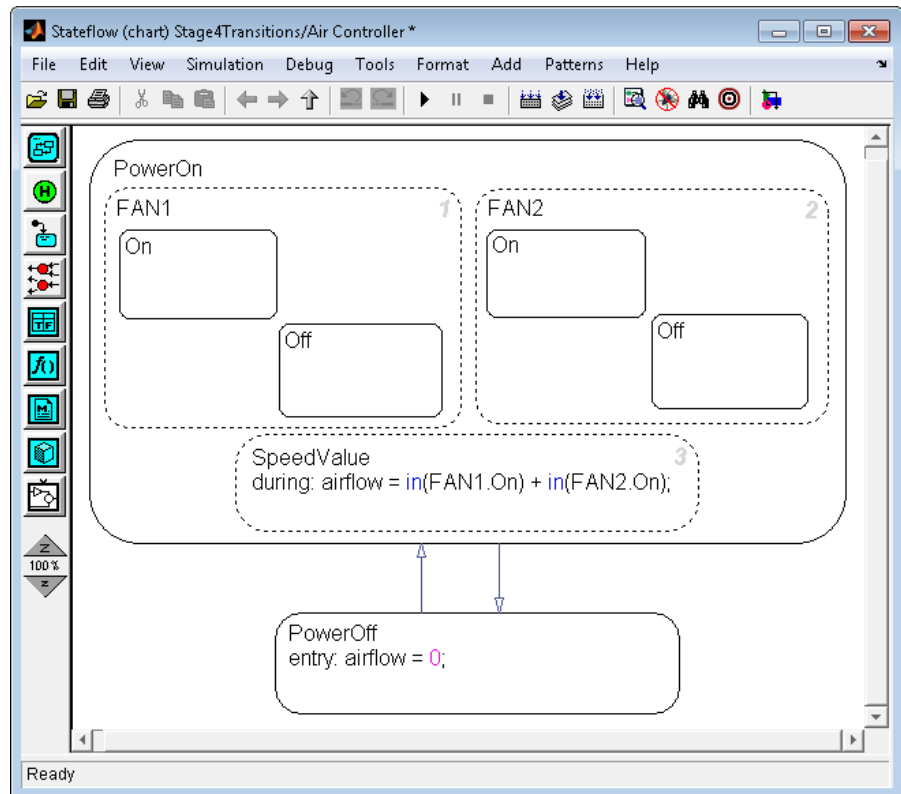 Stateflow (chart) Stage4Transitions/Air Controller *
File Edit View Simulation Debug Tools Format Add Patterns Help
PowerOn
FAN1 1
FAN2 2
On
On
Off
Off
SpeedValue 3
during: airflow = in(FAN1.On) + in(FAN2.On);
Z
100 %
z
PowerOff
entry: airflow = 0;
H
T F
f()
M
Ready